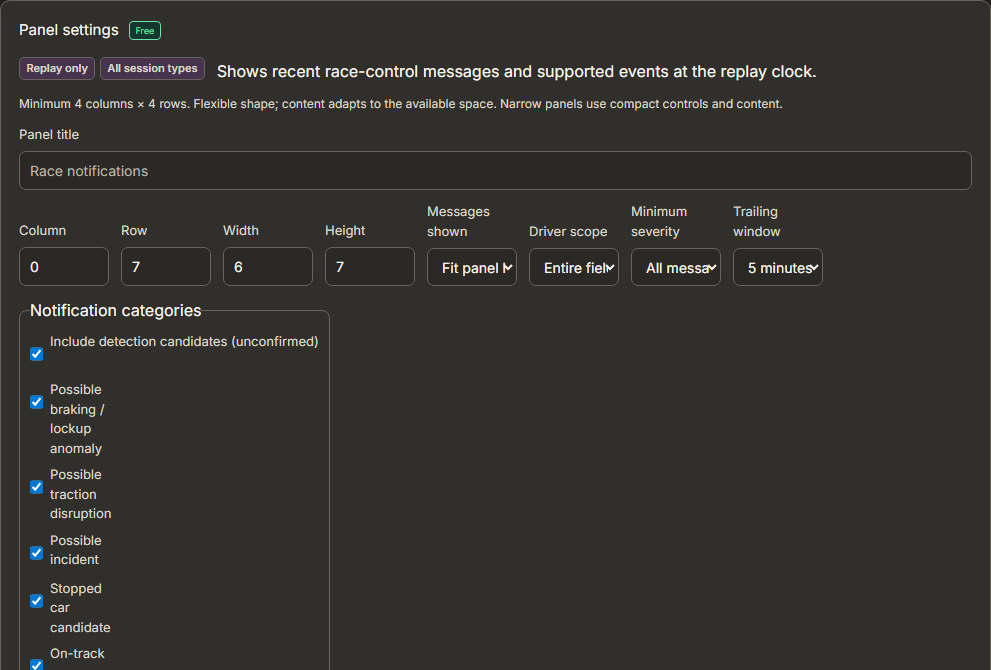 Panel settings Free
Replay only All session types Shows recent race-control messages and supported events at the replay clock.
Minimum 4 columns × 4 rows. Flexible shape; content adapts to the available space. Narrow panels use compact controls and content.
Panel title
Race notifications
Column Row Width Height Messages shown Driver scope Minimum severity Trailing window
0 7 6 7 Fit panel Entire fiel All messa 5 minutes
Notification categories
Include detection candidates (unconfirmed)
Possible
braking /
lockup
anomaly
Possible
traction
disruption
Possible
incident
Stopped
car
candidate
On-track